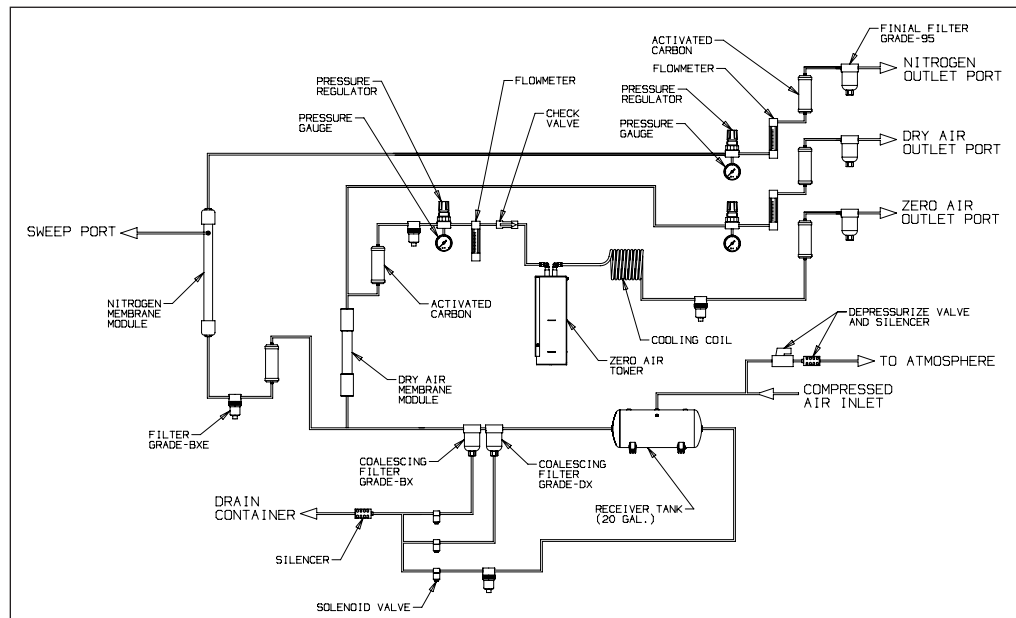 FINIAL FILTER
GRADE-95
ACTIVATED
CARBON
NITROGEN
OUTLET PORT
FLOWMETER
PRESSURE
REGULATOR
FLOWMETER
PRESSURE
REGULATOR
CHECK
VALVE
PRESSURE
GAUGE
PRESSURE
GAUGE
DRY AIR
OUTLET PORT
ZERO AIR
OUTLET PORT
SWEEP PORT
NITROGEN
MEMBRANE
MODULE
ACTIVATED
CARBON
COOLING COIL
ZERO AIR
TOWER
DEPRESSURIZE VALVE
AND SILENCER
TO ATMOSPHERE
COMPRESSED
AIR INLET
DRY AIR
MEMBRANE
MODULE
FILTER
GRADE-BXE
COALESCING
FILTER
GRADE-BX
COALESCING
FILTER
GRADE-DX
RECEIVER TANK
(20 GAL.)
DRAIN
CONTAINER
SILENCER
SOLENOID VALVE